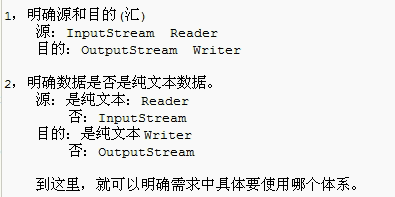 1, 明确源和目的(汇)
源: InputStream Reader
目的: OutputStream Writer
2, 明确数据是否是纯文本数据。
源: 是纯文本: Reader
否: InputStream
目的: 是纯文本 Writer
否: OutputStream
到这里, 就可以明确需求中具体要使用哪个体系。